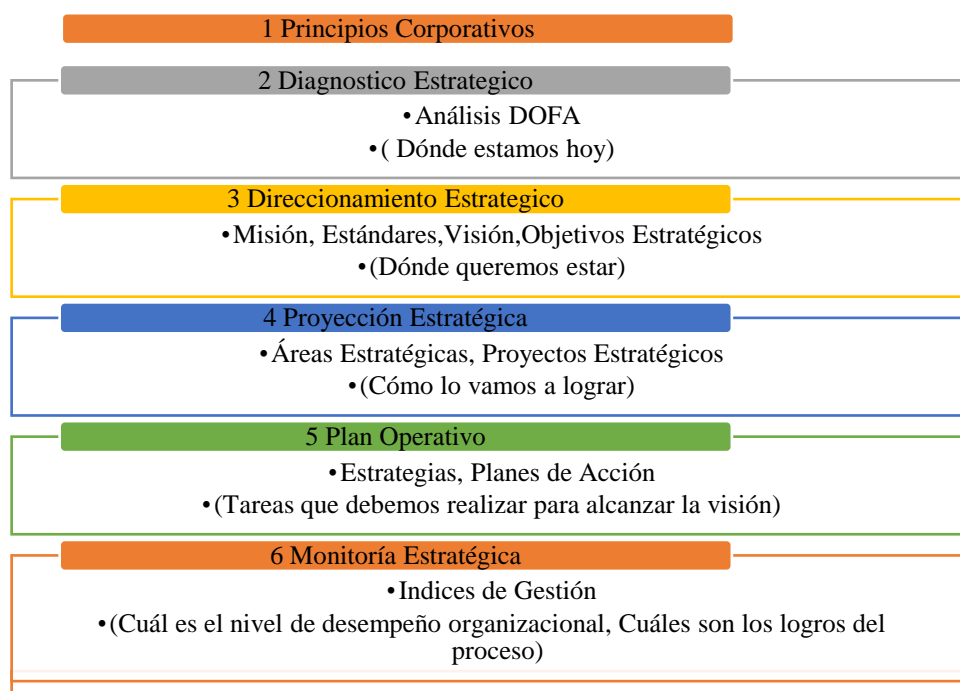 1 Principios Corporativos
2 Diagnostico Estrategico
•Análisis DOFA
•( Dónde estamos hoy)
3 Direccionamiento Estrategico
•Misión, Estándares,Visión,Objetivos Estratégicos
•(Dónde queremos estar)
4 Proyección Estratégica
•Áreas Estratégicas, Proyectos Estratégicos
•(Cómo lo vamos a lograr)
5 Plan Operativo
•Estrategias, Planes de Acción
•(Tareas que debemos realizar para alcanzar la visión)
6 Monitoría Estratégica
•Indices de Gestión
•(Cuál es el nivel de desempeño organizacional, Cuáles son los logros del
proceso)